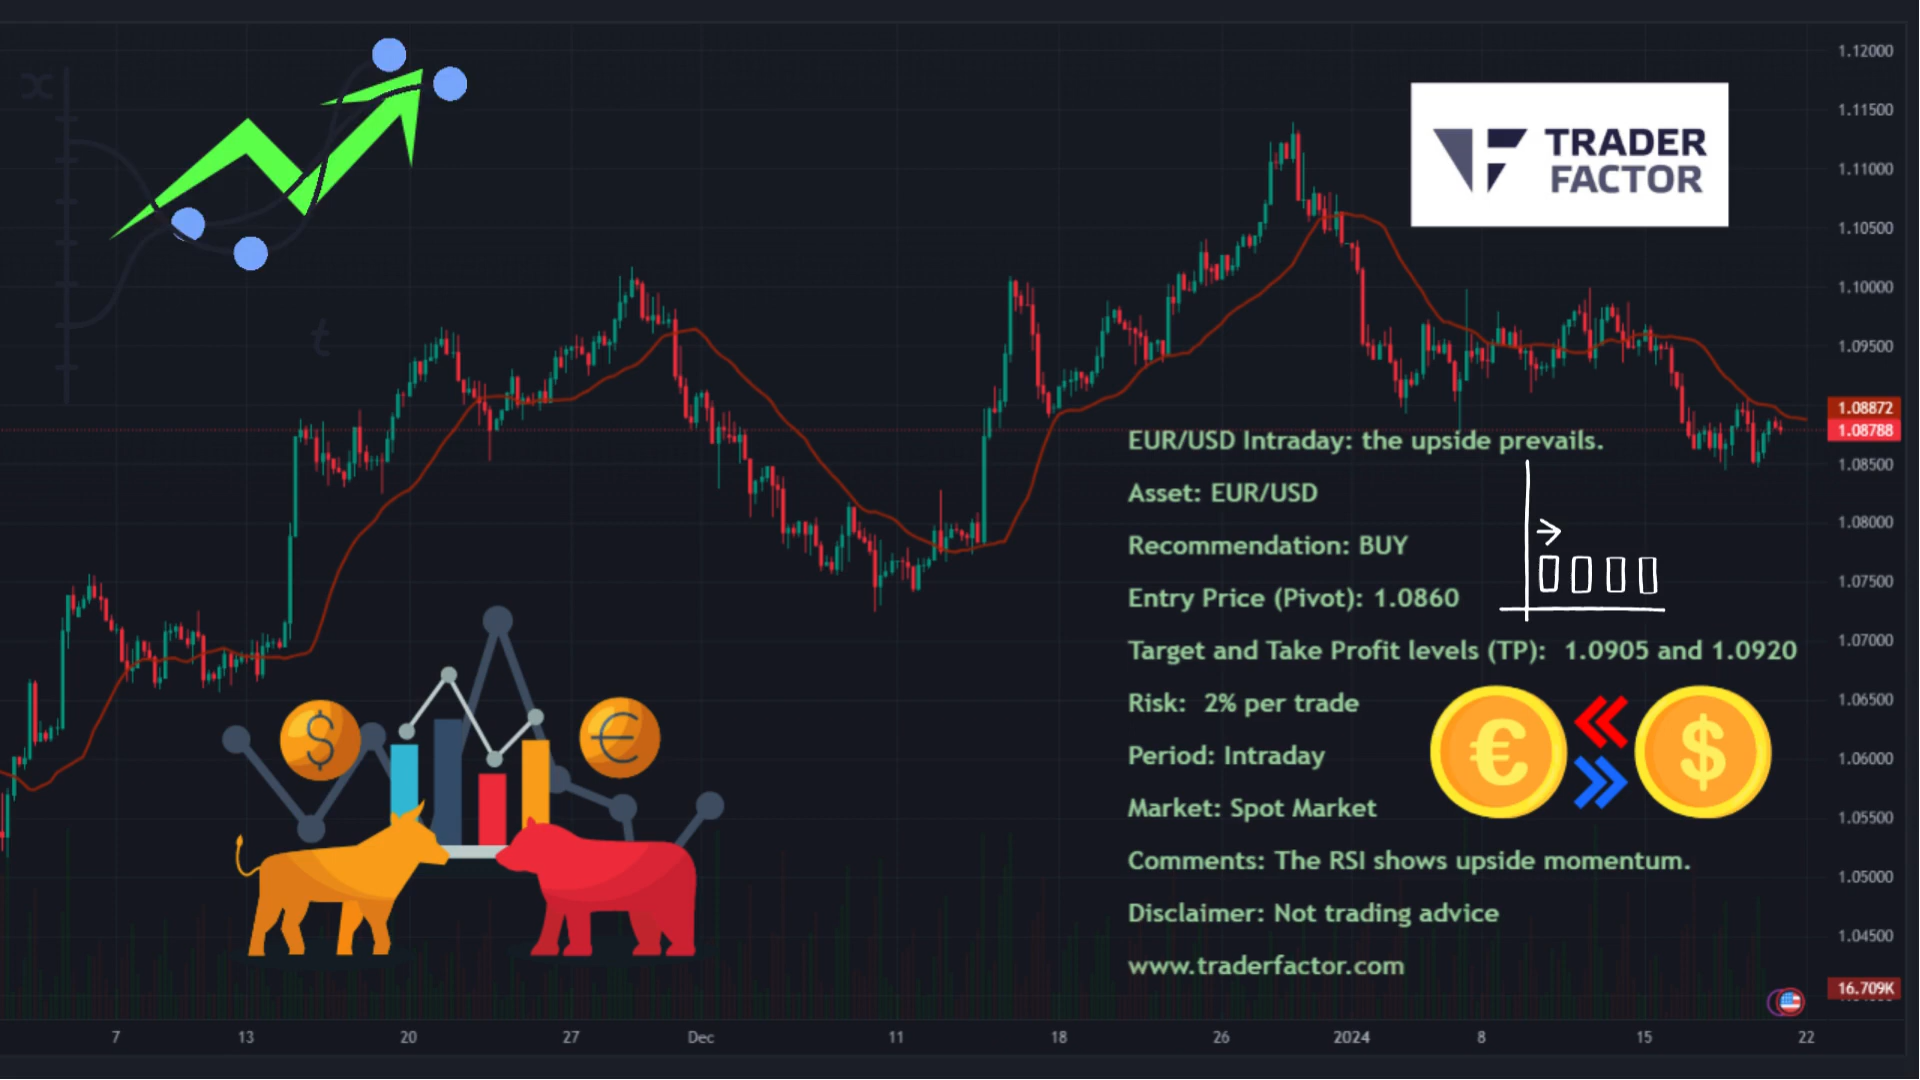 x
t
TRADER
FACTOR
1.12000
1.11500
1.11000
1.10500
1.10000
1.09500
1.08872
1.08788
1.08500
1.08000
1.07500
1.07000
1.06500
1.06000
1.05500
1.05000
1.04500
16.709K
EUR/USD Intraday: the upside prevails.
Asset: EUR/USD
Recommendation: BUY
Entry Price (Pivot): 1.0860
Target and Take Profit levels (TP): 1.0905 and 1.0920
Risk: 2% per trade
Period: Intraday
Market: Spot Market
Comments: The RSI shows upside momentum.
Disclaimer: Not trading advice
www.traderfactor.com
$ €
€ $
7 13 20 27 Dec 11 18 26 2024 8 15 22